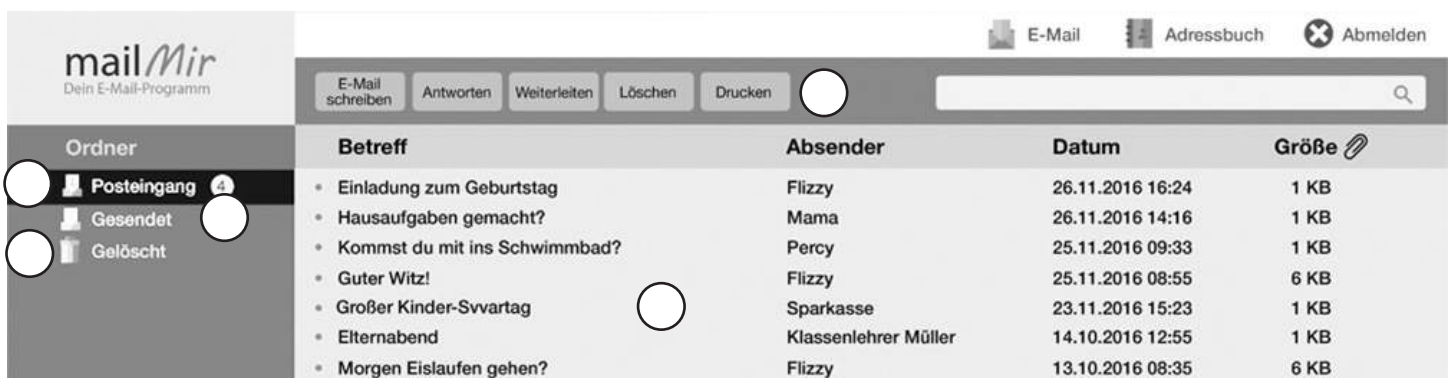 mailMir
Dein E-Mail-Programm
E-Mail Adressbuch Abmelden
E-Mail schreiben Antworten Weiterleiten Löschen Drucken
Ordner
Posteingang 4
Gesendet
Gelöscht
Betreff Absender Datum Größe
Einladung zum Geburtstag Flizzy 26.11.2016 16:24 1 KB
Hausaufgaben gemacht? Mama 26.11.2016 14:16 1 KB
Kommst du mit ins Schwimmbad? Percy 25.11.2016 09:33 1 KB
Guter Witz! Flizzy 25.11.2016 08:55 6 KB
Großer Kinder-Svvartag Sparkasse 23.11.2016 15:23 1 KB
Elternabend Klassenlehrer Müller 14.10.2016 12:55 1 KB
Morgen Eislaufen gehen? Flizzy 13.10.2016 08:35 6 KB